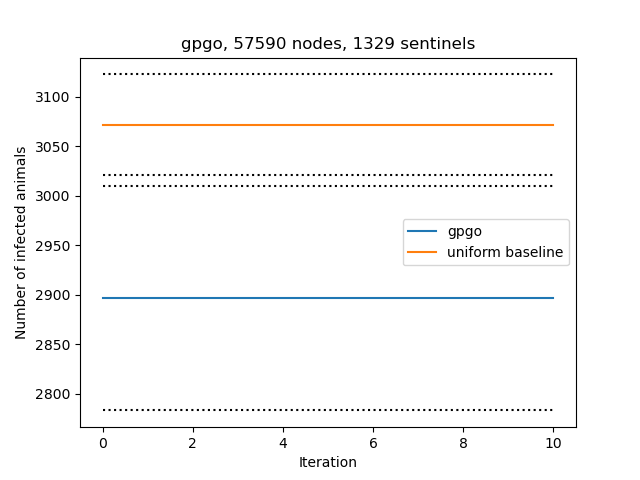 gpgo, 57590 nodes, 1329 sentinels
Number of infected animals
3100
3050
3000
2950
2900
2850
2800
gpgo
uniform baseline
0 2 4 6 8 10
Iteration